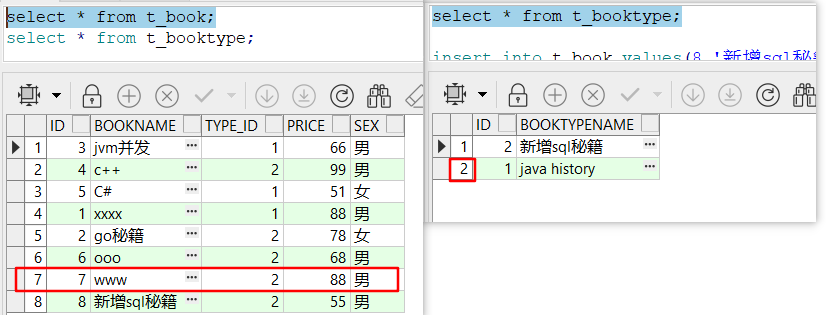 select * from t_book;
select * from t_booktype;
ID BOOKNAME TYPE_ID PRICE SEX
1 3 jvm并发 ... 1 66 男
2 4 c++ ... 2 99 男
3 5 C# ... 1 51 女
4 1 xxxx ... 1 88 男
5 2 go秘籍 ... 2 78 女
6 6 ooo ... 2 68 男
7 7 www ... 2 88 男
8 8 新增sql秘籍 ... 2 55 男
select * from t_booktype;
insert into t_book values(8,'新增sql秘籍
ID BOOKTYPENAME
1 2 新增sql秘籍 ...
2 1 java history ...